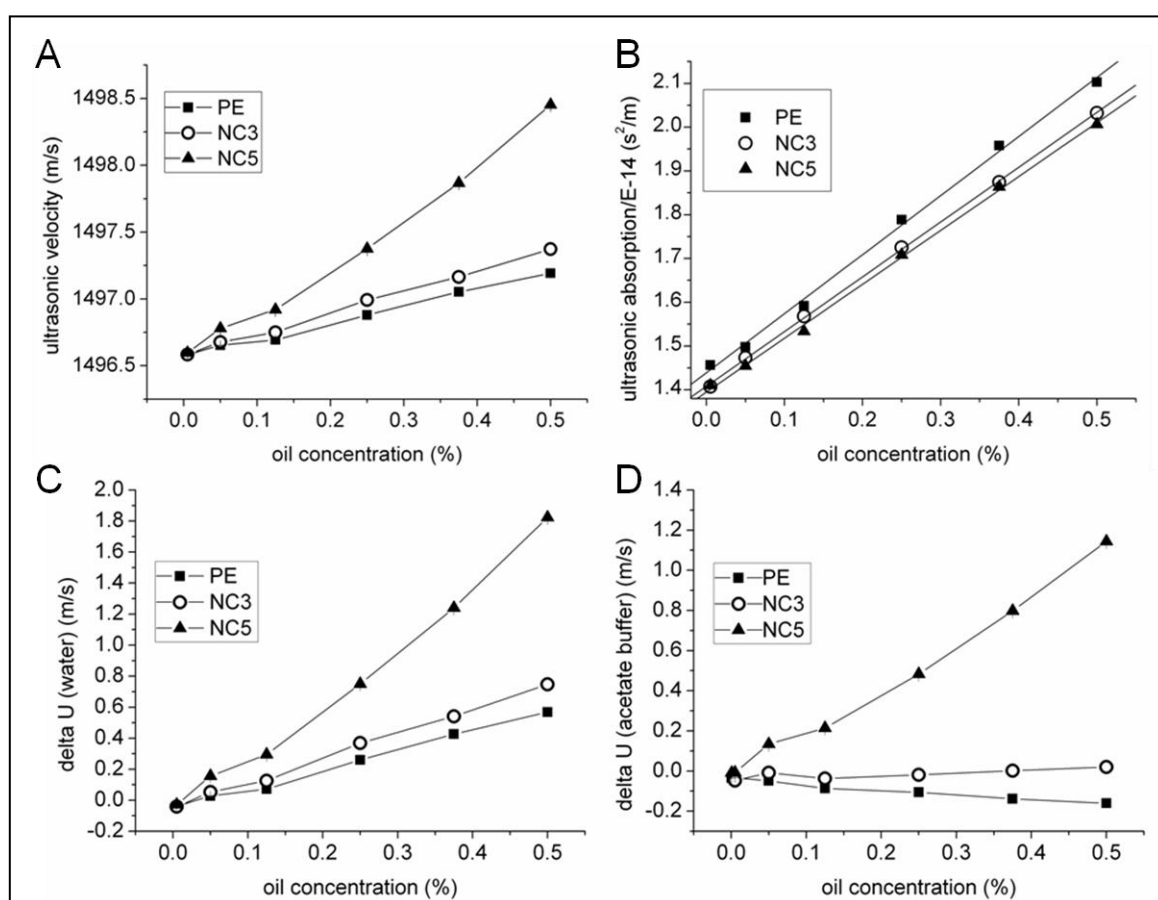 A
ultrasonic velocity (m/s)
1498.5
1498.0
1497.5
1497.0
1496.5
PE
NC3
NC5
0.0 0.1 0.2 0.3 0.4 0.5
oil concentration (%)
B
ultrasonic absorption/E-14 (s²/m)
2.1
2.0
1.9
1.8
1.7
1.6
1.5
1.4
PE
NC3
NC5
0.0 0.1 0.2 0.3 0.4 0.5
oil concentration (%)
C
delta U (water) (m/s)
2.0
1.8
1.6
1.4
1.2
1.0
0.8
0.6
0.4
0.2
0.0
-0.2
PE
NC3
NC5
0.0 0.1 0.2 0.3 0.4 0.5
oil concentration (%)
D
delta U (acetate buffer) (m/s)
1.4
1.2
1.0
0.8
0.6
0.4
0.2
0.0
-0.2
PE
NC3
NC5
0.0 0.1 0.2 0.3 0.4 0.5
oil concentration (%)